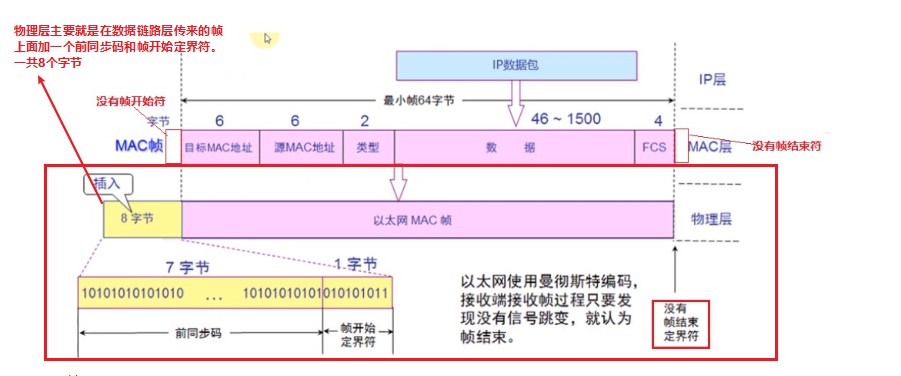 物理层主要就是在数据链路层传来的帧
上面加一个前同步码和帧开始定界符。
一共8个字节
IP数据包
IP层
没有帧开始符
最小帧64字节
字节
6
6
2
46 ~ 1500
4
MAC帧
目标MAC地址
源MAC地址
类型
数 据
FCS
MAC层
没有帧结束符
插入
8 字节
以太网 MAC 帧
物理层
7 字节
1 字节
10101010101010 ... 10101010101010101011
前同步码
帧开始
定界符
以太网使用曼彻斯特编码，
接收端接收帧过程只要发
现没有信号跳变，就认为
帧结束。
没有
帧结束
定界符